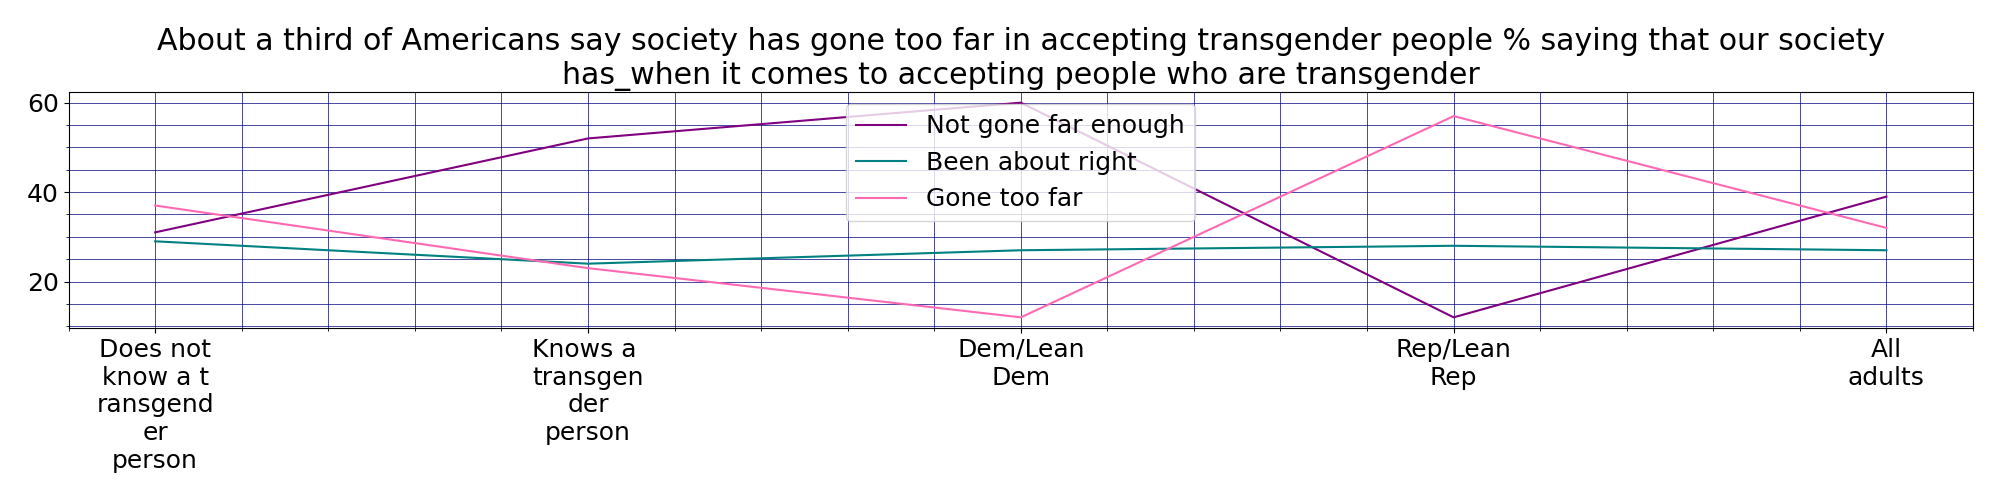 About a third of Americans say society has gone too far in accepting transgender people % saying that our society
has_when it comes to accepting people who are transgender
60
40
20
Not gone far enough
Been about right
Gone too far
Does not
know a t
ransgend
er
person
Knows a
transgen
der
person
Dem/Lean
Dem
Rep/Lean
Rep
All
adults